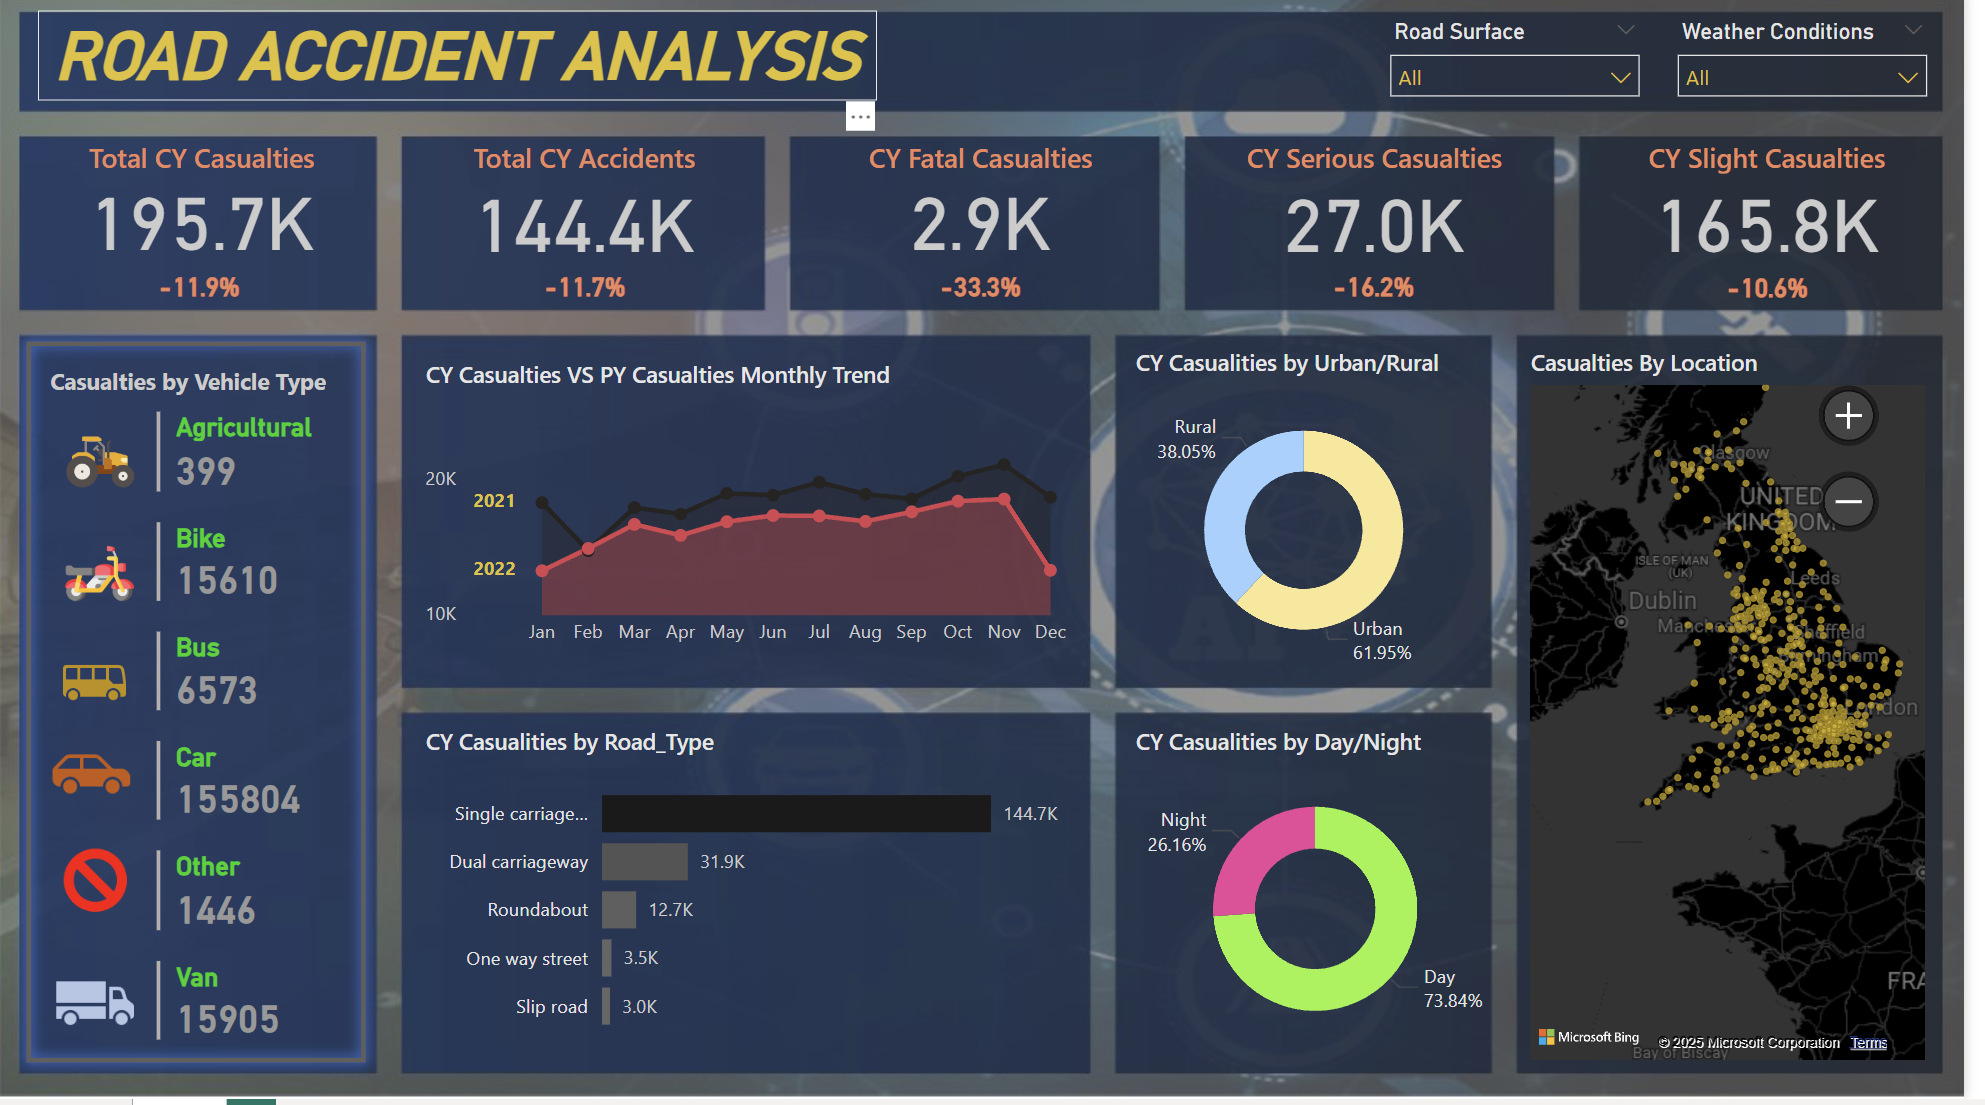 ROAD ACCIDENT ANALYSIS
Road Surface
All
Weather Conditions
All
Total CY Casualties
195.7K
-11.9%
Total CY Accidents
144.4K
-11.7%
CY Fatal Casualties
2.9K
-33.3%
CY Serious Casualties
27.0K
-16.2%
CY Slight Casualties
165.8K
-10.6%
Casualties by Vehicle Type
Agricultural
399
Bike
15610
Bus
6573
Car
155804
Other
1446
Van
15905
CY Casualties VS PY Casualties Monthly Trend
20K
2021
2022
10K
Jan Feb Mar Apr May Jun Jul Aug Sep Oct Nov Dec
CY Casualities by Road_Type
Single carriage... 144.7K
Dual carriageway 31.9K
Roundabout 12.7K
One way street 3.5K
Slip road 3.0K
CY Casualities by Urban/Rural
Rural
38.05%
Urban
61.95%
CY Casualities by Day/Night
Night
26.16%
Day
73.84%
Casualties By Location
Glasgow
UNITED
KINGDOM
ISLE OF MAN
(UK)
Leeds
Dublin
Sheffield
FRA
Microsoft Bing
© 2025 Microsoft Corporation Terms
Bay of Biscay